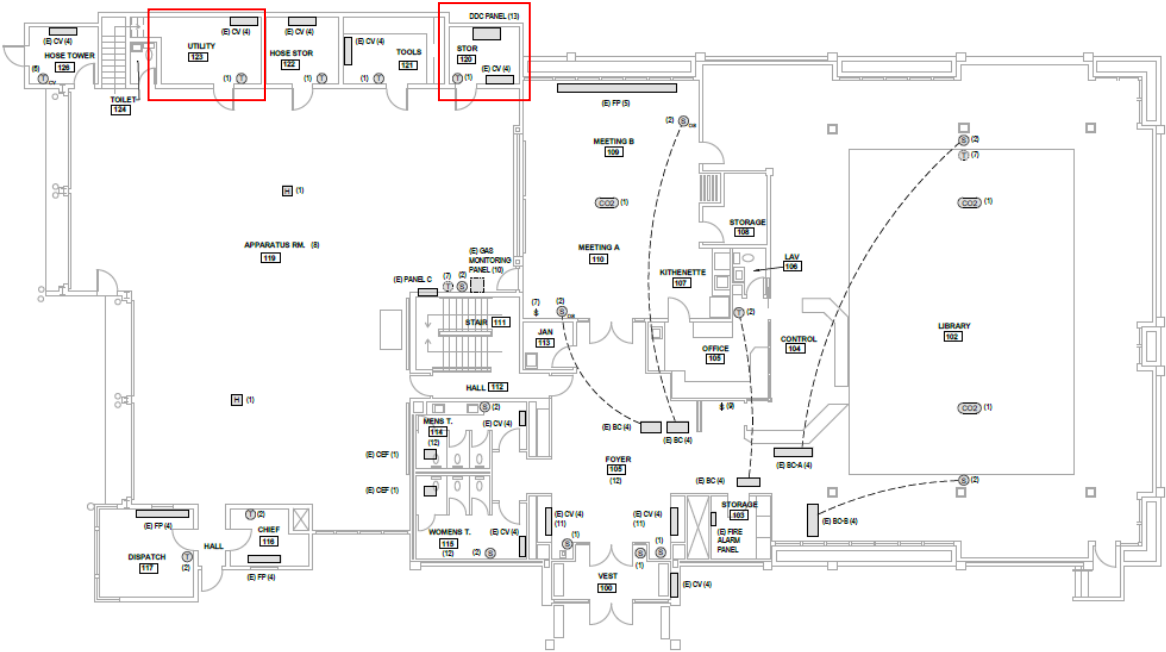 DDC PANEL (13)
(E) CV (4)
HOSE TOWER
126
(6)
T
CV
TOILET
124
UTILITY
123
(E) CV (4)
(1) T
(E) CV (4)
HOSE STOR
122
(1) T
(E) CV (4)
TOOLS
121
(1) T
STOR
120
(E) CV (4)
(1) T
(E) FP (5)
(2) S
MEETING B
109
CO2 (1)
MEETING A
110
H (1)
APPARATUS RM. (8)
119
(E) GAS
MONITORING
PANEL (10)
(E) PANEL C
(7) (2)
T S
STAIR 111
(7) (2)
$ S
JAN
113
HALL 112
H (1)
STORAGE
108
LAV
106
KITHENETTE
107
T (2)
OFFICE
105
CONTROL
104
$ (9)
S (2)
T (7)
CO2 (1)
LIBRARY
102
CO2 (1)
S (2)
(E) BC-A (4)
(E) BC-B (4)
S (2)
MENS T.
114
(12)
(E) CV (4)
(E) CEF (1)
(E) CEF (1)
WOMENS T.
115
(12)
S (2)
(E) CV (4)
(E) BC (4)
(E) BC (4)
FOYER
105
(12)
(E) BC (4)
STORAGE
103
(E) FIRE
ALARM
PANEL
(E) CV (4)
(11)
(1)
S
(E) CV (4)
(11)
(1)
S
S
(1)
VEST
100
(E) CV (4)
(E) FP (4)
DISPATCH
117
T
(2)
HALL
T (2)
CHIEF
116
(E) FP (4)